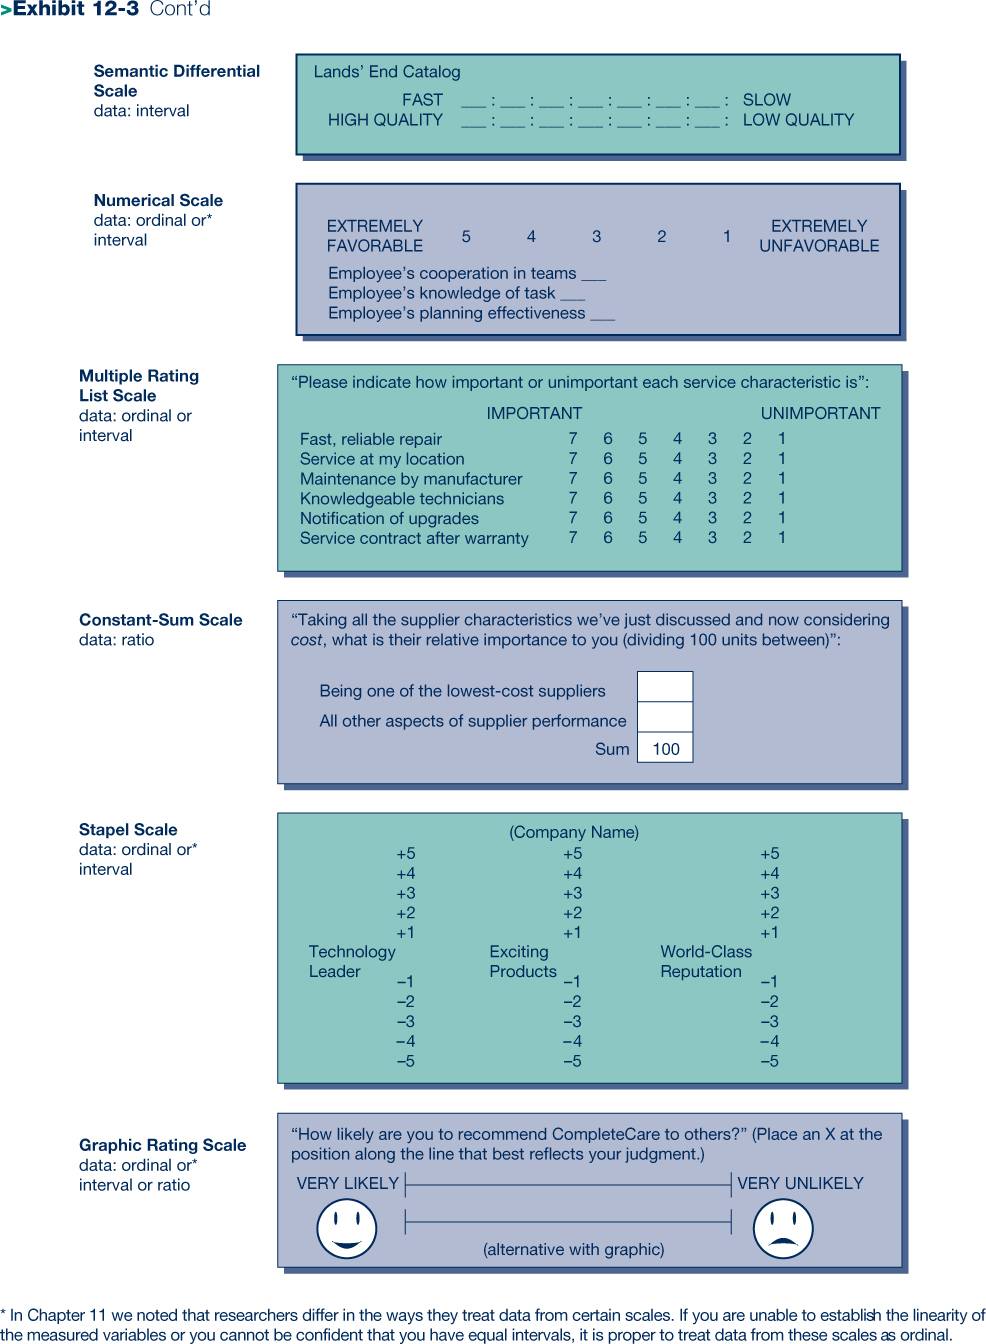 >Exhibit 12-3 Cont’d
Semantic Differential
Scale
data: interval
Lands’ End Catalog
FAST ___ : ___ : ___ : ___ : ___ : ___ : ___ : SLOW
HIGH QUALITY ___ : ___ : ___ : ___ : ___ : ___ : ___ : LOW QUALITY
Numerical Scale
data: ordinal or*
interval
EXTREMELY
FAVORABLE
5 4 3 2 1
EXTREMELY
UNFAVORABLE
Employee’s cooperation in teams ___
Employee’s knowledge of task ___
Employee’s planning effectiveness ___
Multiple Rating
List Scale
data: ordinal or
interval
“Please indicate how important or unimportant each service characteristic is”:
IMPORTANT UNIMPORTANT
Fast, reliable repair 7 6 5 4 3 2 1
Service at my location 7 6 5 4 3 2 1
Maintenance by manufacturer 7 6 5 4 3 2 1
Knowledgeable technicians 7 6 5 4 3 2 1
Notification of upgrades 7 6 5 4 3 2 1
Service contract after warranty 7 6 5 4 3 2 1
Constant-Sum Scale
data: ratio
“Taking all the supplier characteristics we’ve just discussed and now considering
cost, what is their relative importance to you (dividing 100 units between)”:
Being one of the lowest-cost suppliers
All other aspects of supplier performance
Sum 100
Stapel Scale
data: ordinal or*
interval
(Company Name)
+5 +5 +5
+4 +4 +4
+3 +3 +3
+2 +2 +2
+1 +1 +1
Technology Exciting World-Class
Leader Products Reputation
–1 –1 –1
–2 –2 –2
–3 –3 –3
–4 –4 –4
–5 –5 –5
Graphic Rating Scale
data: ordinal or*
interval or ratio
“How likely are you to recommend CompleteCare to others?” (Place an X at the
position along the line that best reflects your judgment.)
VERY LIKELY VERY UNLIKELY
(alternative with graphic)
* In Chapter 11 we noted that researchers differ in the ways they treat data from certain scales. If you are unable to establish the linearity of
the measured variables or you cannot be confident that you have equal intervals, it is proper to treat data from these scales as ordinal.